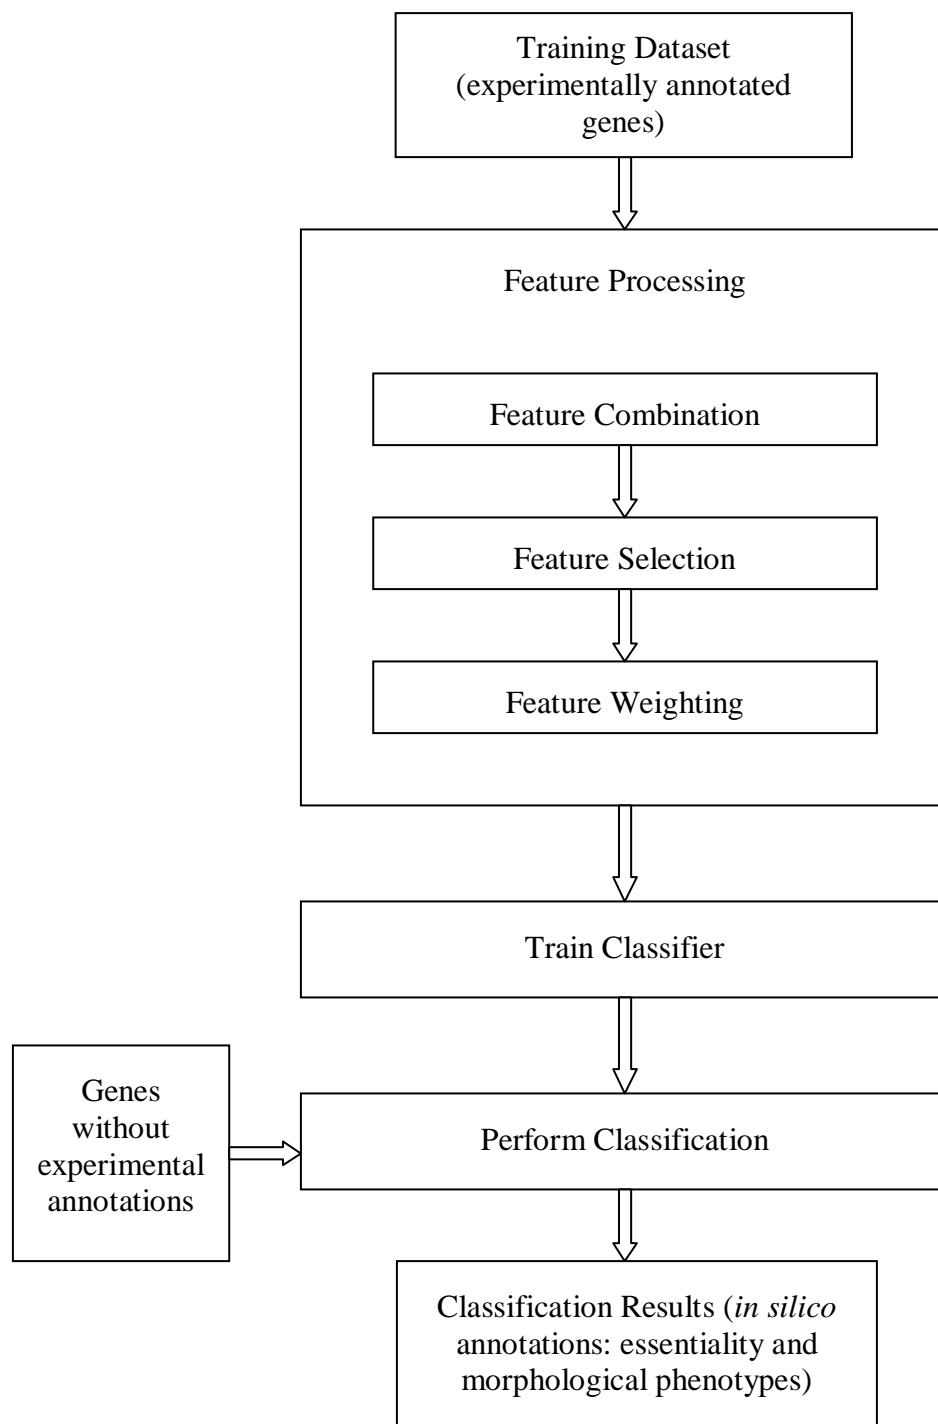 Training Dataset
(experimentally annotated
genes)
Feature Processing
Feature Combination
Feature Selection
Feature Weighting
Train Classifier
Genes
without
experimental
annotations
Perform Classification
Classification Results (in silico
annotations: essentiality and
morphological phenotypes)